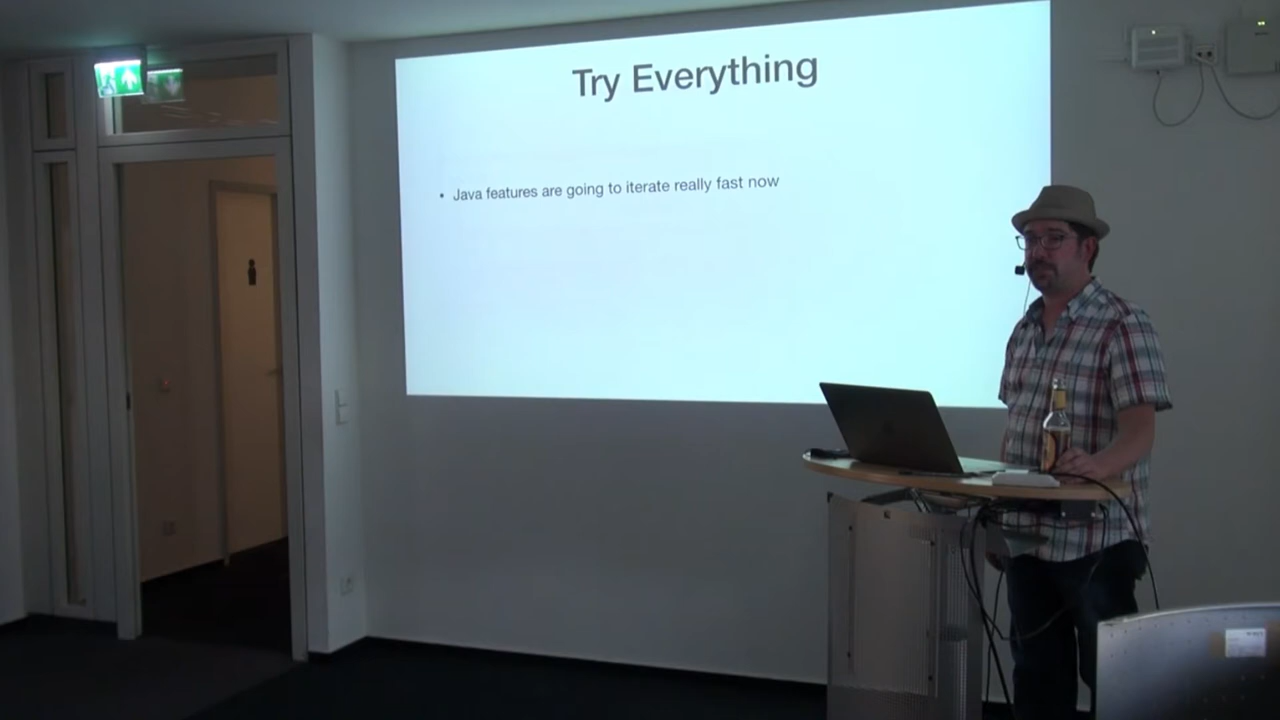 Try Everything
• Java features are going to iterate really fast now